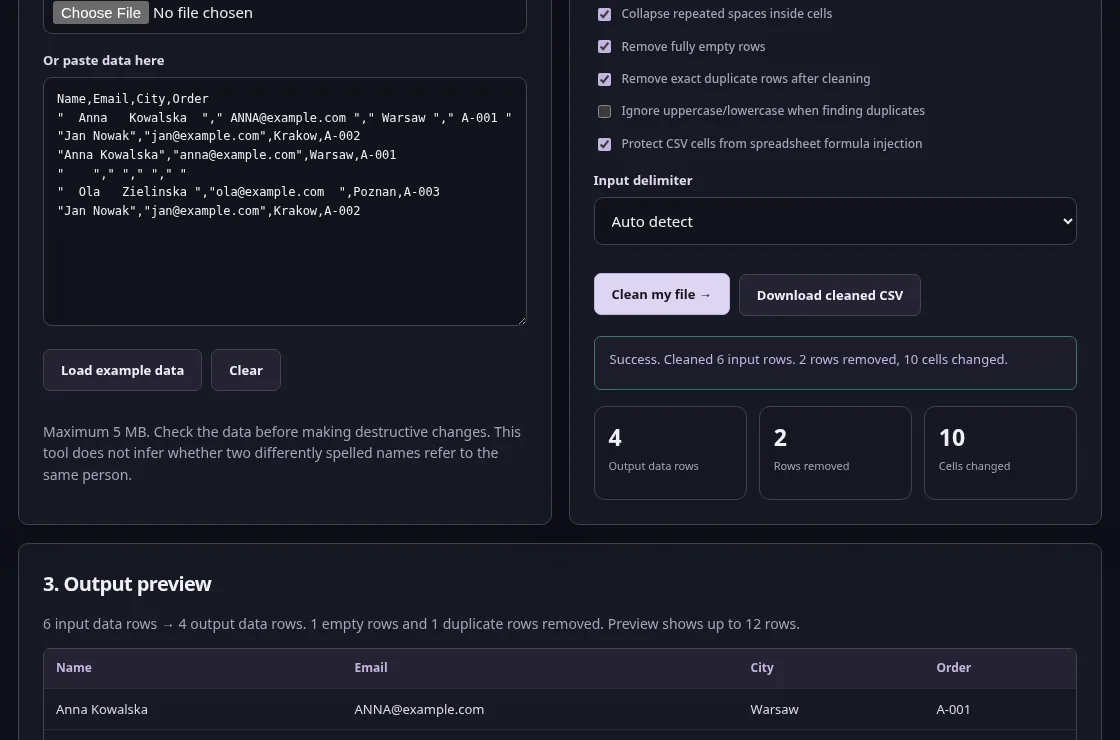 Choose File No file chosen
Or paste data here
Name,Email,City,Order
"  Anna   Kowalska  "," ANNA@example.com "," Warsaw "," A-001 "
"Jan Nowak","jan@example.com",Krakow,A-002
"Anna Kowalska","anna@example.com",Warsaw,A-001
"    "," "," "," "
"  Ola   Zielinska ","ola@example.com  ",Poznan,A-003
"Jan Nowak","jan@example.com",Krakow,A-002
Load example data
Clear
Maximum 5 MB. Check the data before making destructive changes. This
tool does not infer whether two differently spelled names refer to the
same person.
Collapse repeated spaces inside cells
Remove fully empty rows
Remove exact duplicate rows after cleaning
Ignore uppercase/lowercase when finding duplicates
Protect CSV cells from spreadsheet formula injection
Input delimiter
Auto detect
Clean my file →
Download cleaned CSV
Success. Cleaned 6 input rows. 2 rows removed, 10 cells changed.
4
Output data rows
2
Rows removed
10
Cells changed
3. Output preview
6 input data rows → 4 output data rows. 1 empty rows and 1 duplicate rows removed. Preview shows up to 12 rows.
Name Email City Order
Anna Kowalska ANNA@example.com Warsaw A-001